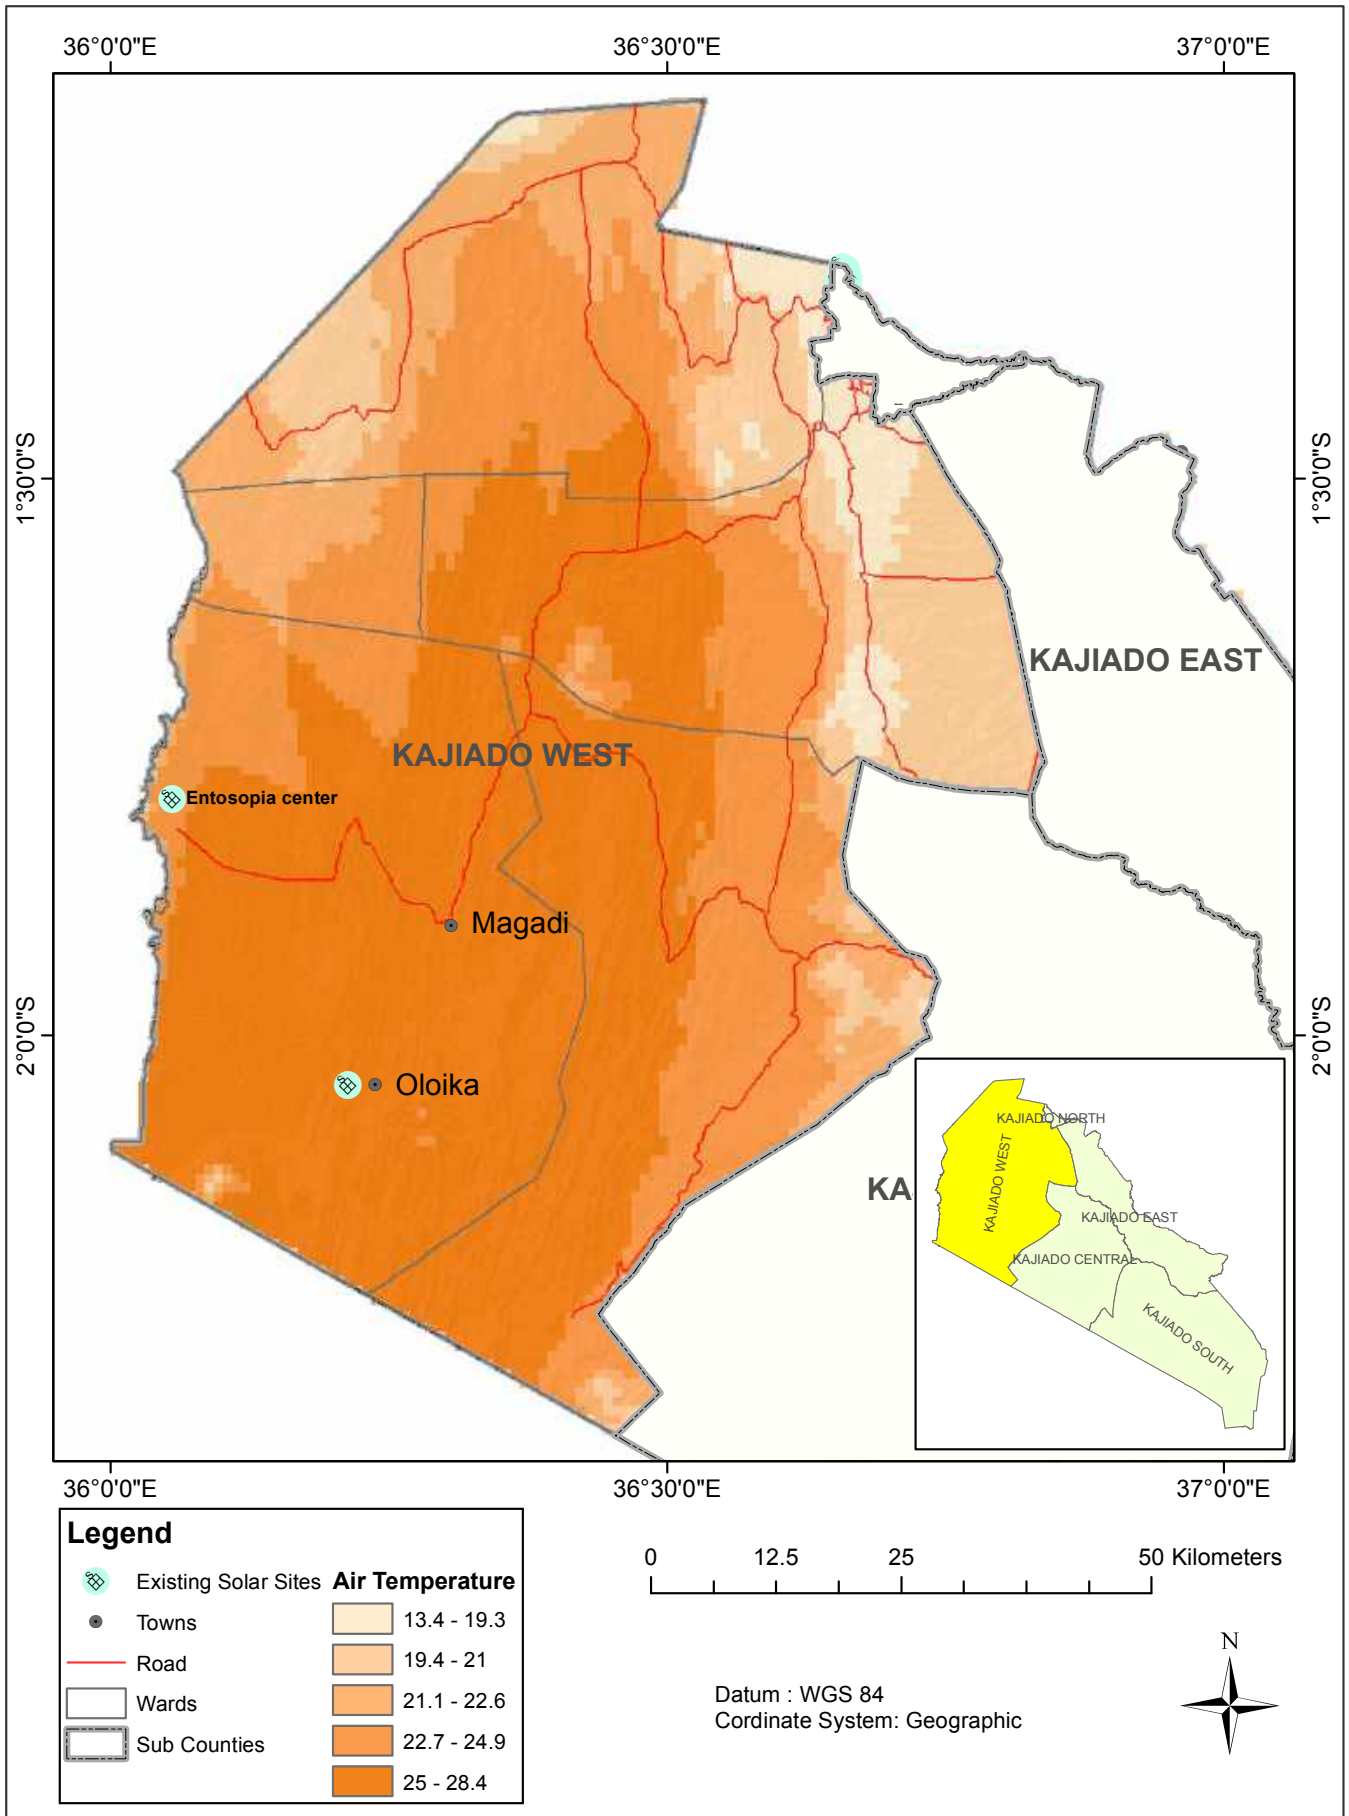 36°0'0"E 36°30'0"E 37°0'0"E
1°30'0"S 1°30'0"S
KAJIADO EAST
KAJIADO WEST
Entosopia center
Magadi
2°0'0"S 2°0'0"S
Oloika
KA
KAJIADO NORTH
KAJIADO WEST
KAJIADO EAST
KAJIADO CENTRAL
KAJIADO SOUTH
36°0'0"E 36°30'0"E 37°0'0"E
Legend
Existing Solar Sites
Towns
Road
Wards
Sub Counties
Air Temperature
13.4 - 19.3
19.4 - 21
21.1 - 22.6
22.7 - 24.9
25 - 28.4
0 12.5 25 50 Kilometers
N
Datum : WGS 84
Cordinate System: Geographic